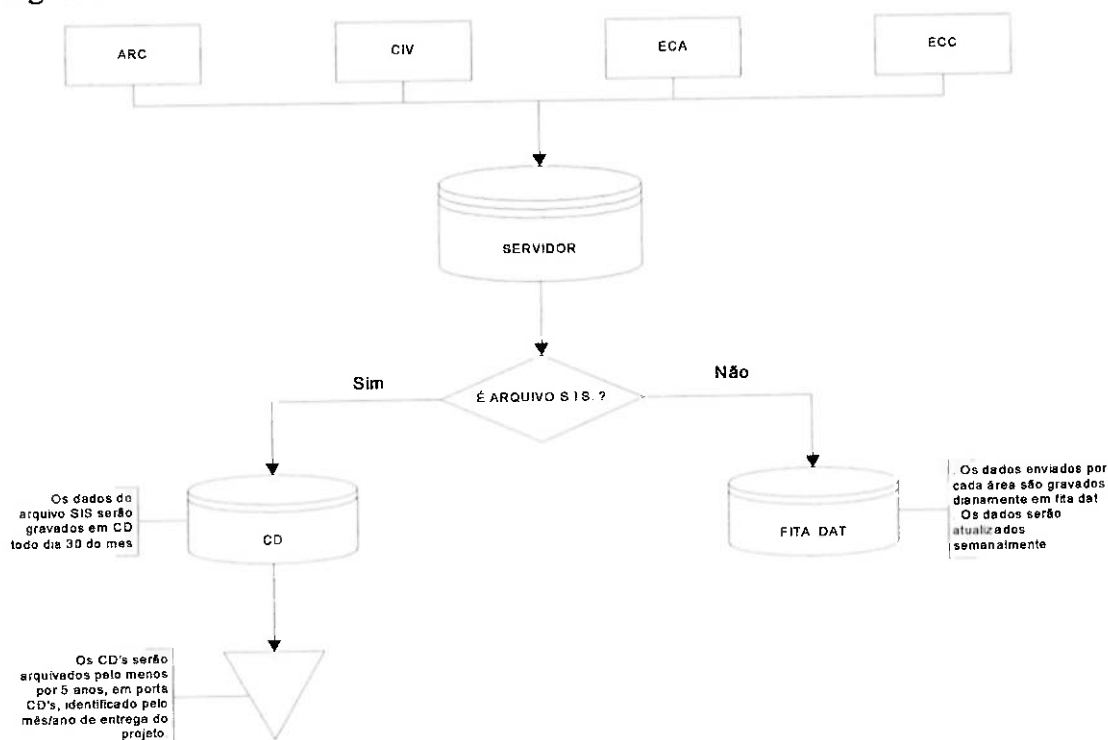 ARC
CIV
ECA
ECC
SERVIDOR
É ARQUIVO S I S. ?
Sim
Não
Os dados do
arquivo SIS serão
gravados em CD
todo dia 30 do mes
CD
FITA DAT
. Os dados enviados por
cada área são gravados
diariamente em fita dat
. Os dados serão
atualizados
semanalmente
Os CD's serão
arquivados pelo menos
por 5 anos, em porta
CD's, identificado pelo
mês/ano de entrega do
projeto.